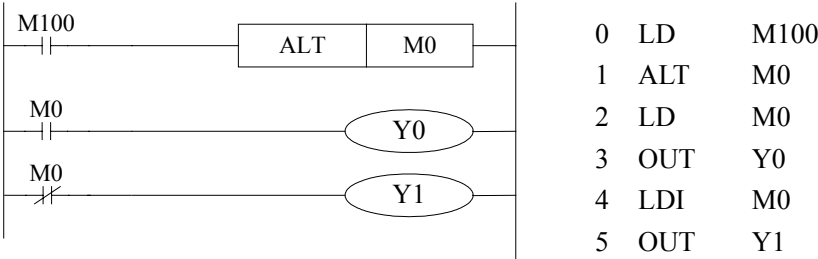 M100
ALT M0
M0
Y0
M0
Y1
0 LD M100
1 ALT M0
2 LD M0
3 OUT Y0
4 LDI M0
5 OUT Y1